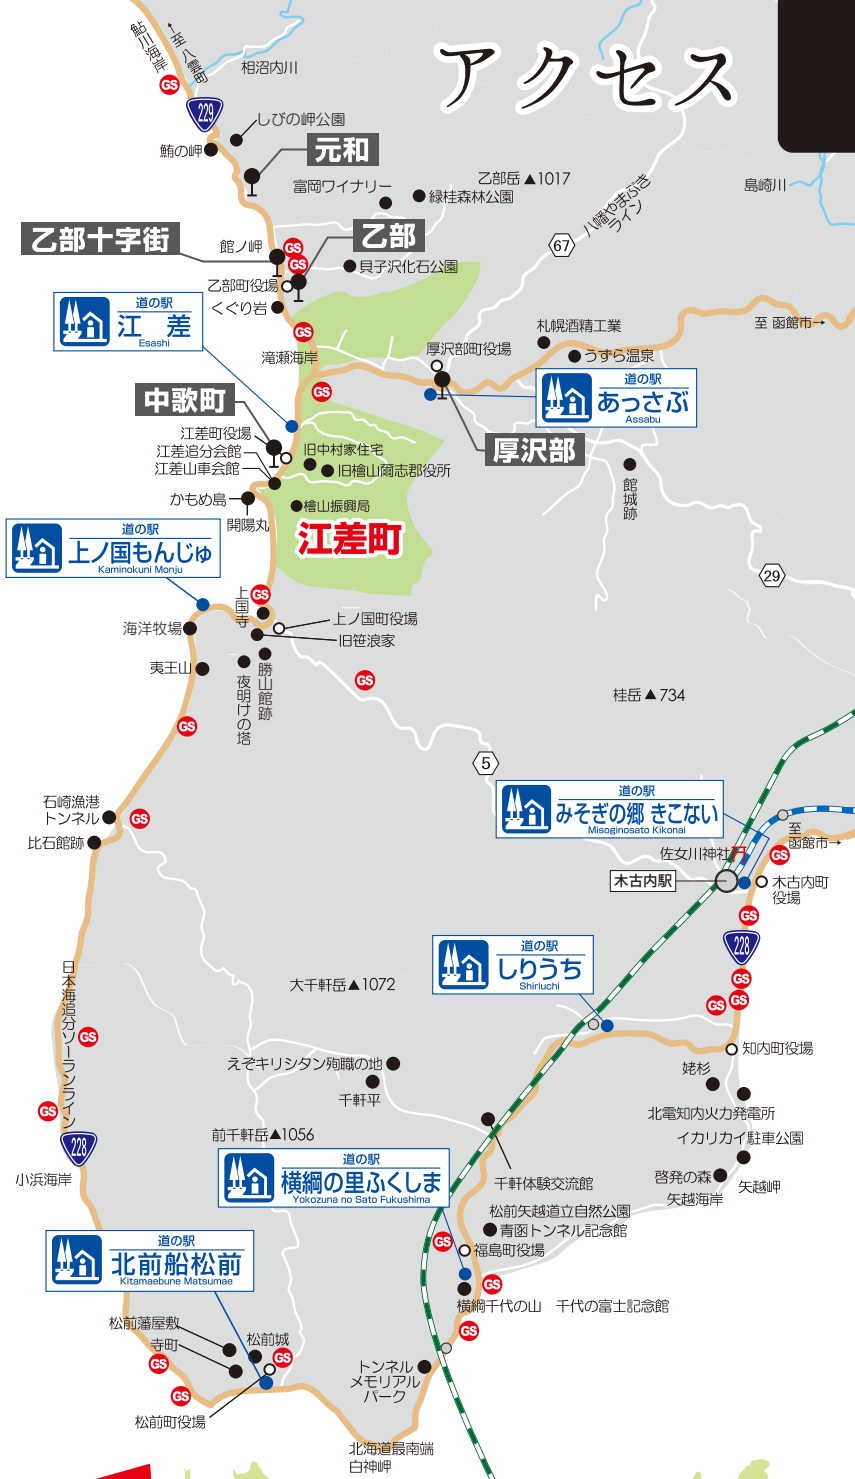 アクセス
鮎川海岸
←至 八雲町
GS
相沼内川
229
しびの岬公園
鮪の岬
元和
富岡ワイナリー
乙部岳▲1017
緑桂森林公園
八幡やまぶき
ライン
島崎川
67
乙部十字街
館ノ岬
GS
乙部
GS
貝子沢化石公園
乙部町役場
くぐり岩
道の駅
江 差
Esashi
GS
滝瀬海岸
札幌酒精工業
至 函館市→
厚沢部町役場
うずら温泉
道の駅
あっさぶ
Assabu
GS
中歌町
江差町役場
江差追分会館
江差山車会館
旧中村家住宅
旧檜山爾志郡役所
厚沢部
館城跡
かもめ島
開陽丸
檜山振興局
江差町
道の駅
上ノ国もんじゅ
Kaminokuni Monju
29
GS
上国寺
上ノ国町役場
海洋牧場
旧笹浪家
夷王山
夜明けの塔
勝山館跡
GS
桂岳▲734
GS
5
石崎漁港
トンネル
GS
比石館跡
道の駅
みそぎの郷 きこない
Misoginosato Kikonai
至
函館市→
佐女川神社
GS
木古内駅
木古内町
役場
GS
228
道の駅
しりうち
Shiriuchi
GS
GS
GS
日本海追分ソーランライン
大千軒岳▲1072
GS
知内町役場
えぞキリシタン殉職の地
千軒平
姥杉
北電知内火力発電所
GS
228
前千軒岳▲1056
イカリカイ駐車公園
小浜海岸
道の駅
横綱の里ふくしま
Yokozuna no Sato Fukushima
千軒体験交流館
啓発の森
矢越岬
矢越海岸
松前矢越道立自然公園
青函トンネル記念館
GS
福島町役場
道の駅
北前船松前
Kitamaebune Matsumae
GS
横綱千代の山 千代の富士記念館
松前藩屋敷
寺町
松前城
GS
GS
GS
GS
トンネル
メモリアル
パーク
松前町役場
北海道最南端
白神岬